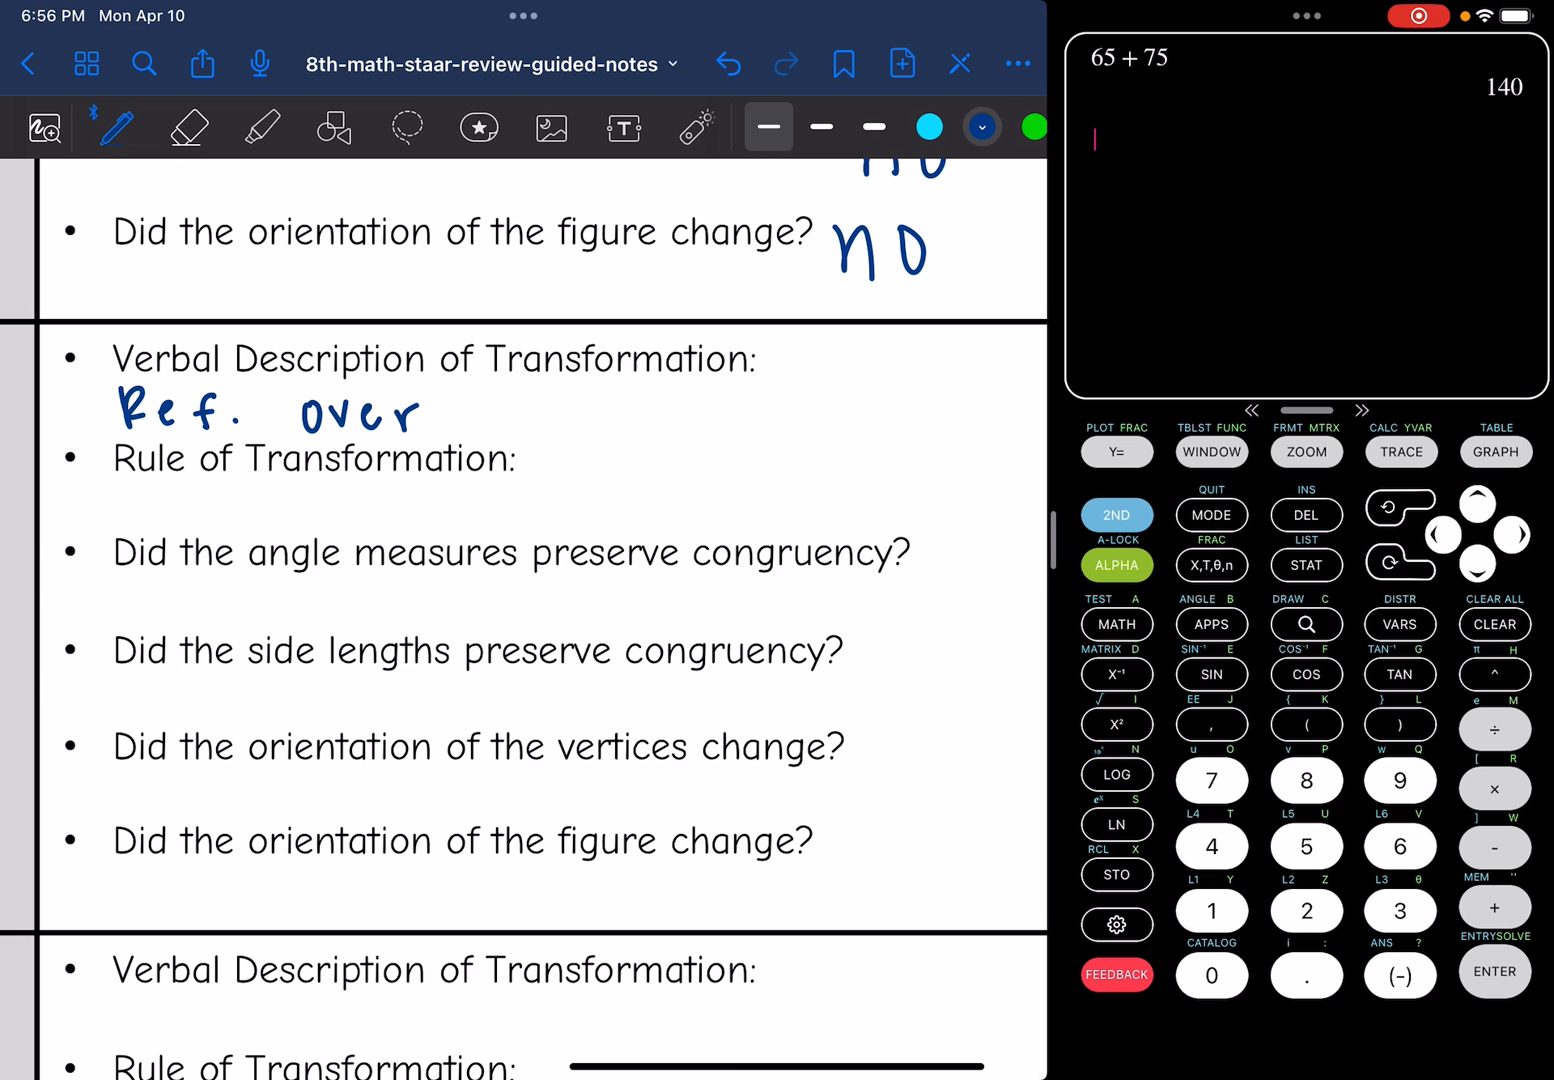 6:56 PM Mon Apr 10
8th-math-staar-review-guided-notes
T
• Did the orientation of the figure change? no
• Verbal Description of Transformation:
Ref. over
• Rule of Transformation:
• Did the angle measures preserve congruency?
• Did the side lengths preserve congruency?
• Did the orientation of the vertices change?
• Did the orientation of the figure change?
• Verbal Description of Transformation:
• Rule of Transformation:
65 + 75
140
PLOT FRAC TBLST FUNC FRMT MTRX CALC YVAR TABLE
Y= WINDOW ZOOM TRACE GRAPH
QUIT INS
2ND MODE DEL
A-LOCK FRAC LIST
ALPHA X,T,θ,n STAT
TEST A ANGLE B DRAW C DISTR CLEAR ALL
MATH APPS VARS CLEAR
MATRIX D SIN⁻¹ E COS⁻¹ F TAN⁻¹ G π H
X⁻¹ SIN COS TAN ^
√ I EE J { K } L e M
X² , ( ) ÷
10ˣ N u O v P w Q [ R
LOG 7 8 9 ×
eˣ S L4 T L5 U L6 V ] W
LN 4 5 6 -
RCL X L1 Y L2 Z L3 θ MEM "
STO 1 2 3 +
CATALOG i : ANS ? ENTRY SOLVE
FEEDBACK 0 . (-) ENTER